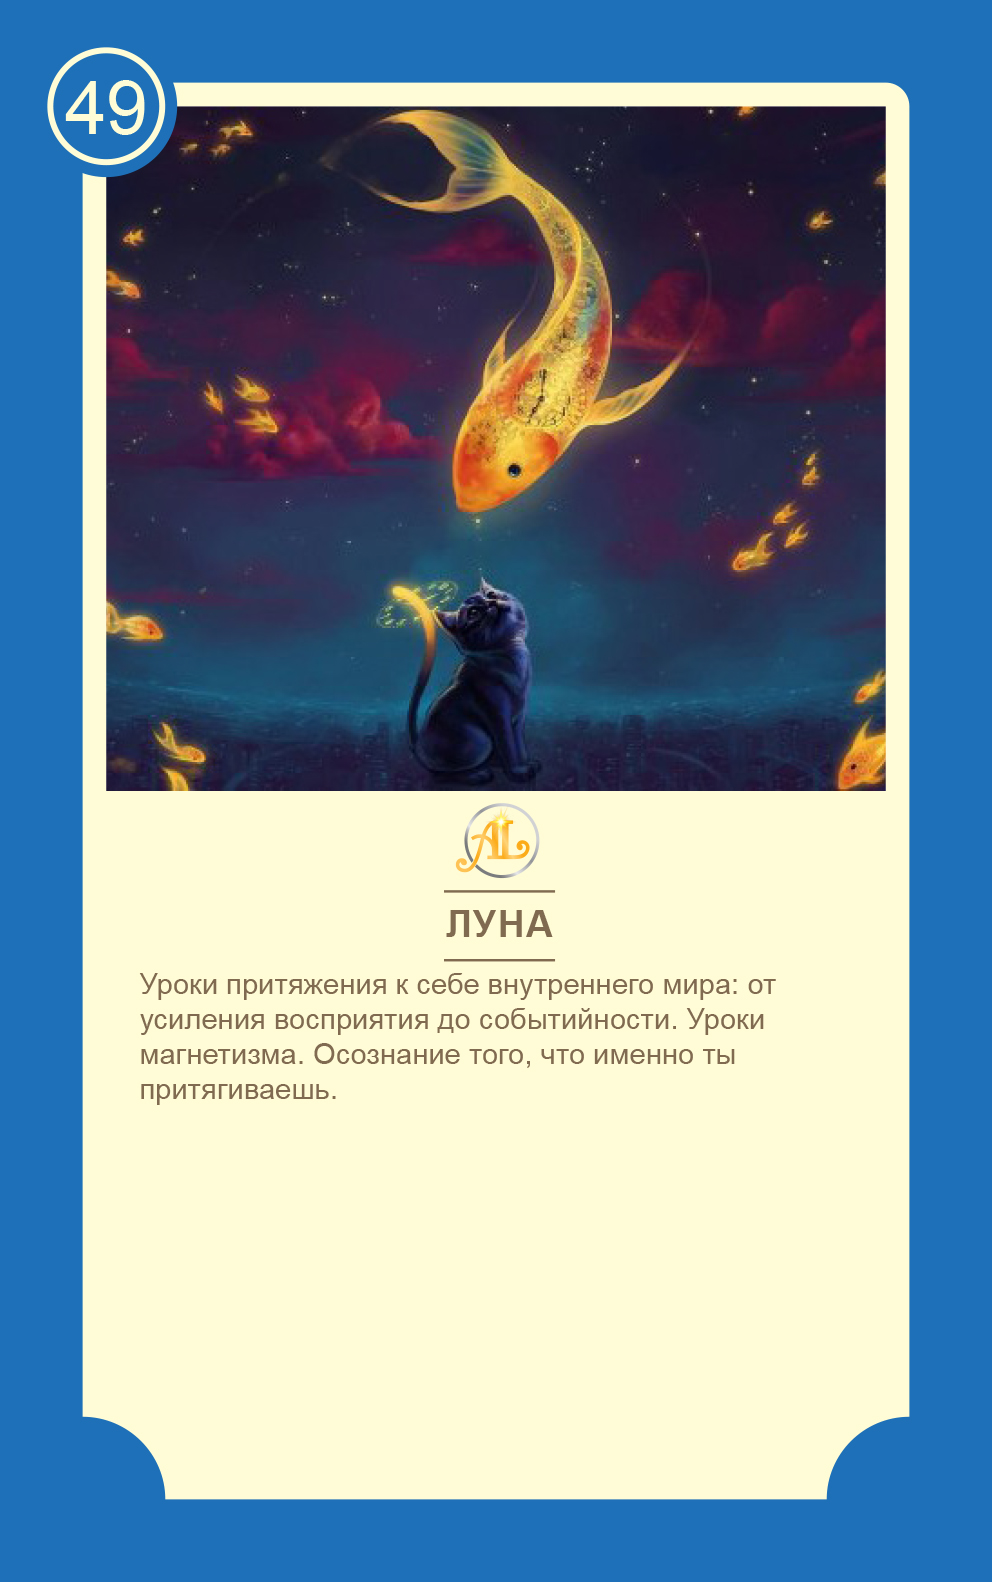 49
AL
ЛУНА
Уроки притяжения к себе внутреннего мира: от
усиления восприятия до событийности. Уроки
магнетизма. Осознание того, что именно ты
притягиваешь.